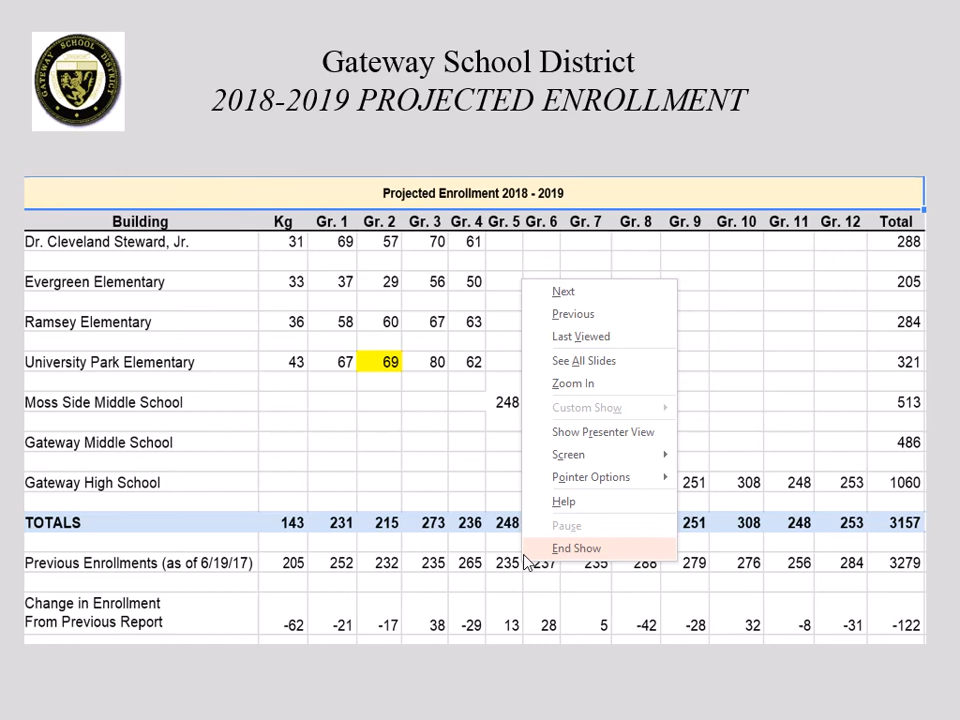 GATEWAY SCHOOL DISTRICT
Gateway School District
2018-2019 PROJECTED ENROLLMENT
Projected Enrollment 2018 - 2019
Building Kg Gr. 1 Gr. 2 Gr. 3 Gr. 4 Gr. 5 Gr. 6 Gr. 7 Gr. 8 Gr. 9 Gr. 10 Gr. 11 Gr. 12 Total
Dr. Cleveland Steward, Jr. 31 69 57 70 61 288
Evergreen Elementary 33 37 29 56 50 205
Ramsey Elementary 36 58 60 67 63 284
University Park Elementary 43 67 69 80 62 321
Moss Side Middle School 248 513
Gateway Middle School 486
Gateway High School 251 308 248 253 1060
TOTALS 143 231 215 273 236 248 251 308 248 253 3157
Previous Enrollments (as of 6/19/17) 205 252 232 235 265 235 237 235 288 279 276 256 284 3279
Change in Enrollment
From Previous Report -62 -21 -17 38 -29 13 28 5 -42 -28 32 -8 -31 -122
Next
Previous
Last Viewed
See All Slides
Zoom In
Custom Show
Show Presenter View
Screen
Pointer Options
Help
Pause
End Show